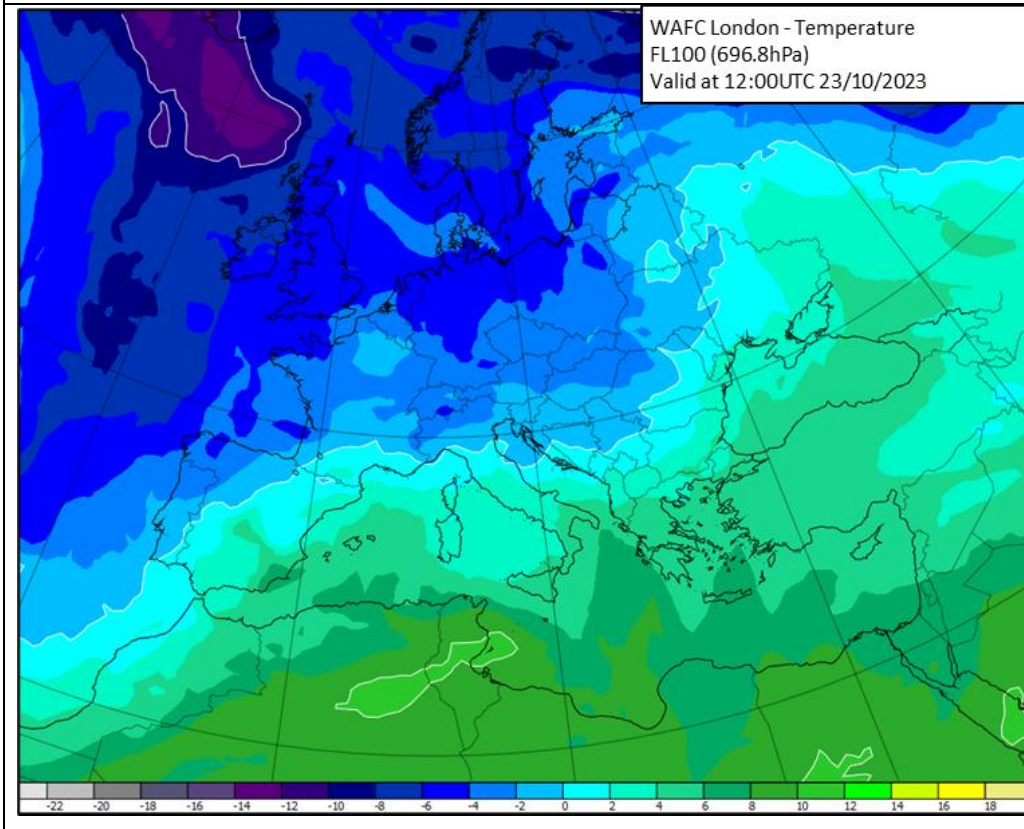 WAFC London - Temperature
FL100 (696.8hPa)
Valid at 12:00UTC 23/10/2023
-22 -20 -18 -16 -14 -12 -10 -8 -6 -4 -2 0 2 4 6 8 10 12 14 16 18